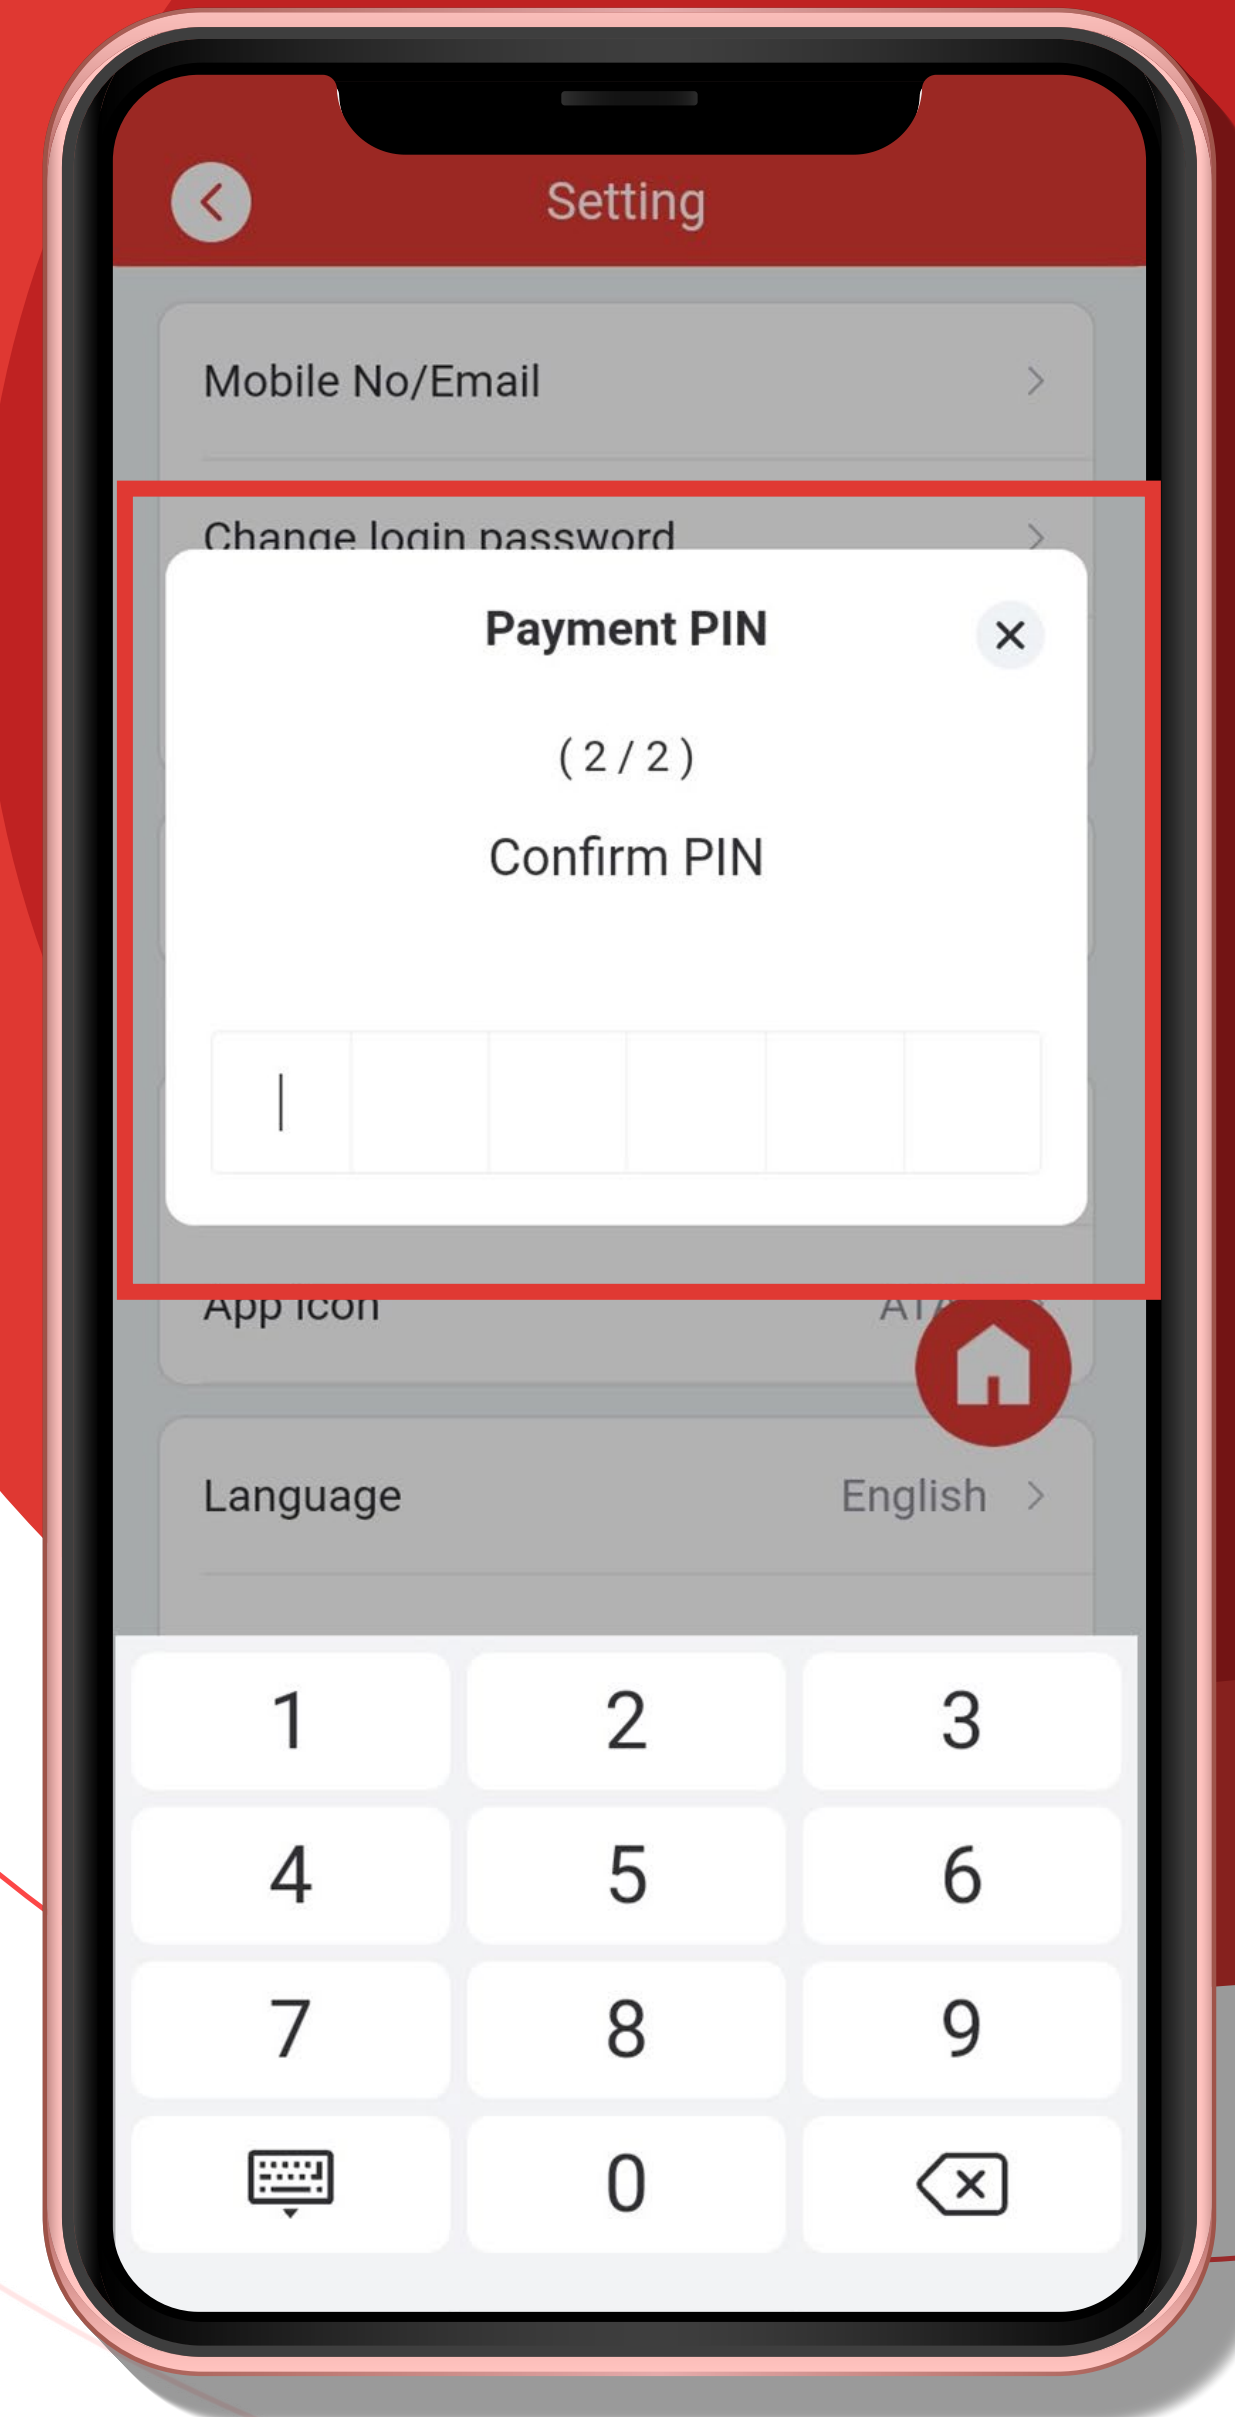 Setting
Mobile No/Email
Change login password
Payment PIN
( 2 / 2 )
Confirm PIN
App icon
Language English
1 2 3
4 5 6
7 8 9
0